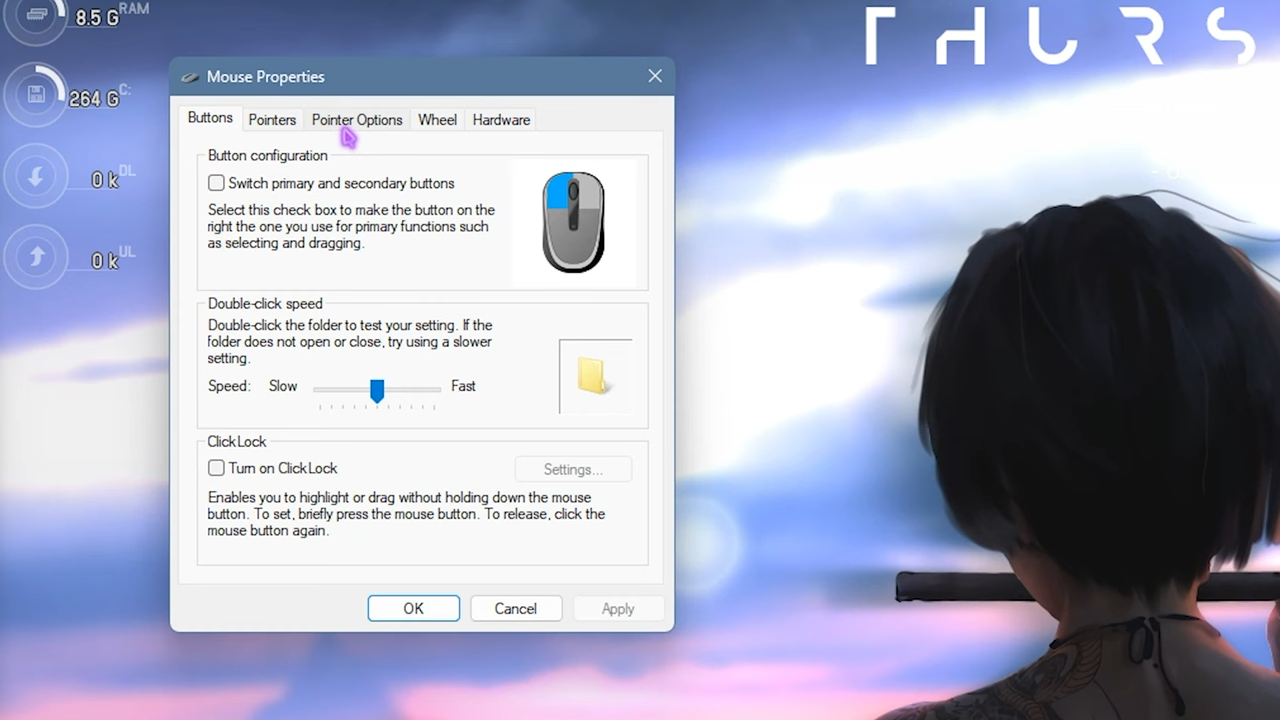 8.5 G RAM
264 G C:
0 k DL
0 k UL
THURS
Mouse Properties
Buttons Pointers Pointer Options Wheel Hardware
Button configuration
Switch primary and secondary buttons
Select this check box to make the button on the
right the one you use for primary functions such
as selecting and dragging.
Double-click speed
Double-click the folder to test your setting. If the
folder does not open or close, try using a slower
setting.
Speed: Slow Fast
ClickLock
Turn on ClickLock Settings...
Enables you to highlight or drag without holding down the mouse
button. To set, briefly press the mouse button. To release, click the
mouse button again.
OK Cancel Apply